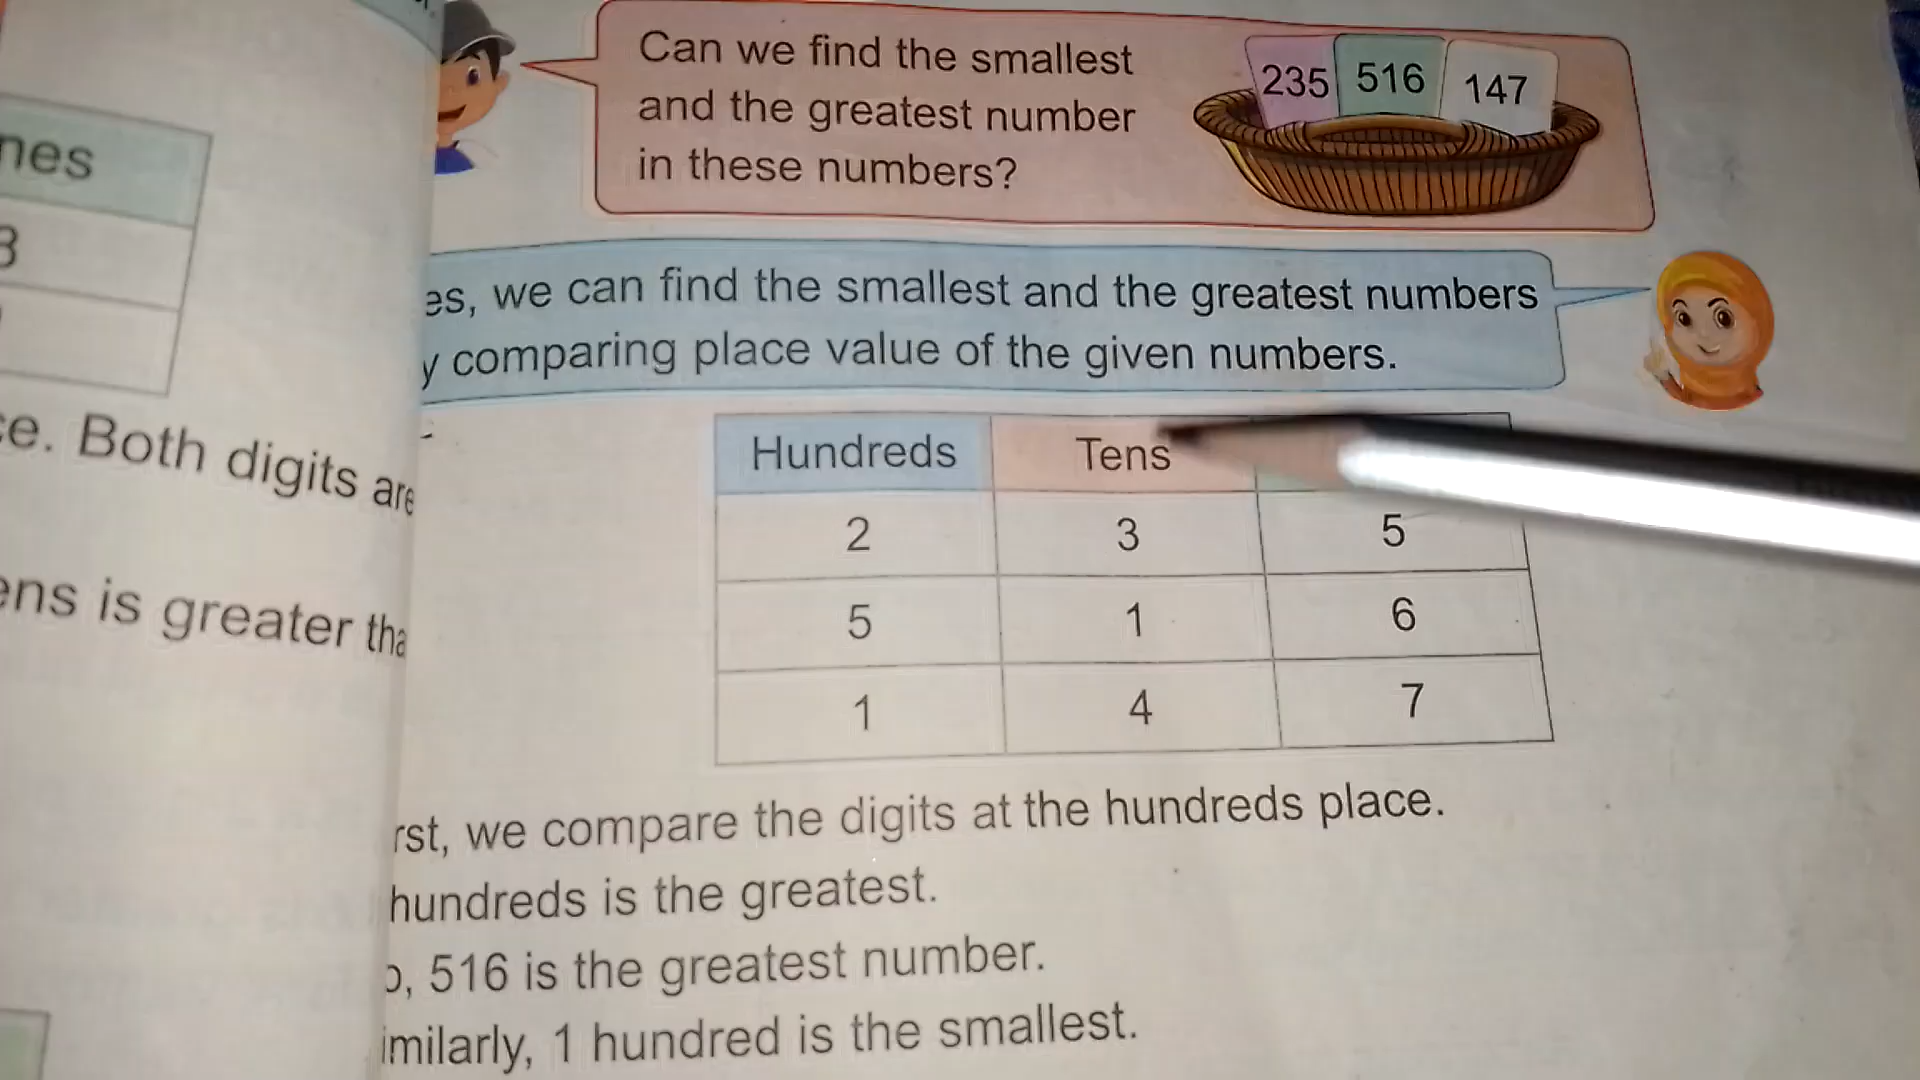 nes
3
e. Both digits are
ens is greater tha
Can we find the smallest
and the greatest number
in these numbers?
235 516 147
es, we can find the smallest and the greatest numbers
y comparing place value of the given numbers.
Hundreds Tens
2 3 5
5 1 6
1 4 7
rst, we compare the digits at the hundreds place.
hundreds is the greatest.
o, 516 is the greatest number.
imilarly, 1 hundred is the smallest.